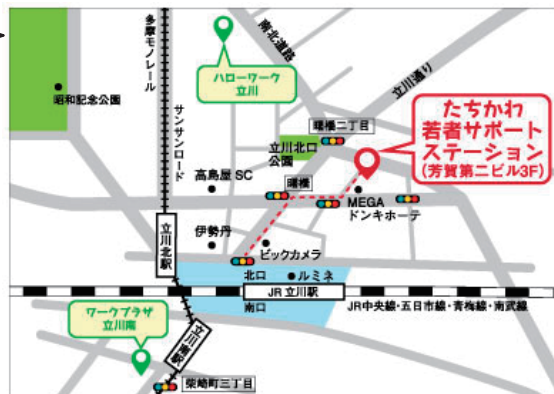 多摩モノレール
サンサンロード
昭和記念公園
ハローワーク
立川
南北道路
立川通り
曙橋二丁目
立川北口
公園
たちかわ
若者サポート
ステーション
(芳賀第二ビル3F)
高島屋 SC
曙橋
MEGA
ドンキホーテ
伊勢丹
ビックカメラ
立川北駅
北口
ルミネ
JR 立川駅
南口
JR中央線・五日市線・青梅線・南武線
ワークプラザ
立川南
立川南駅
柴崎町三丁目